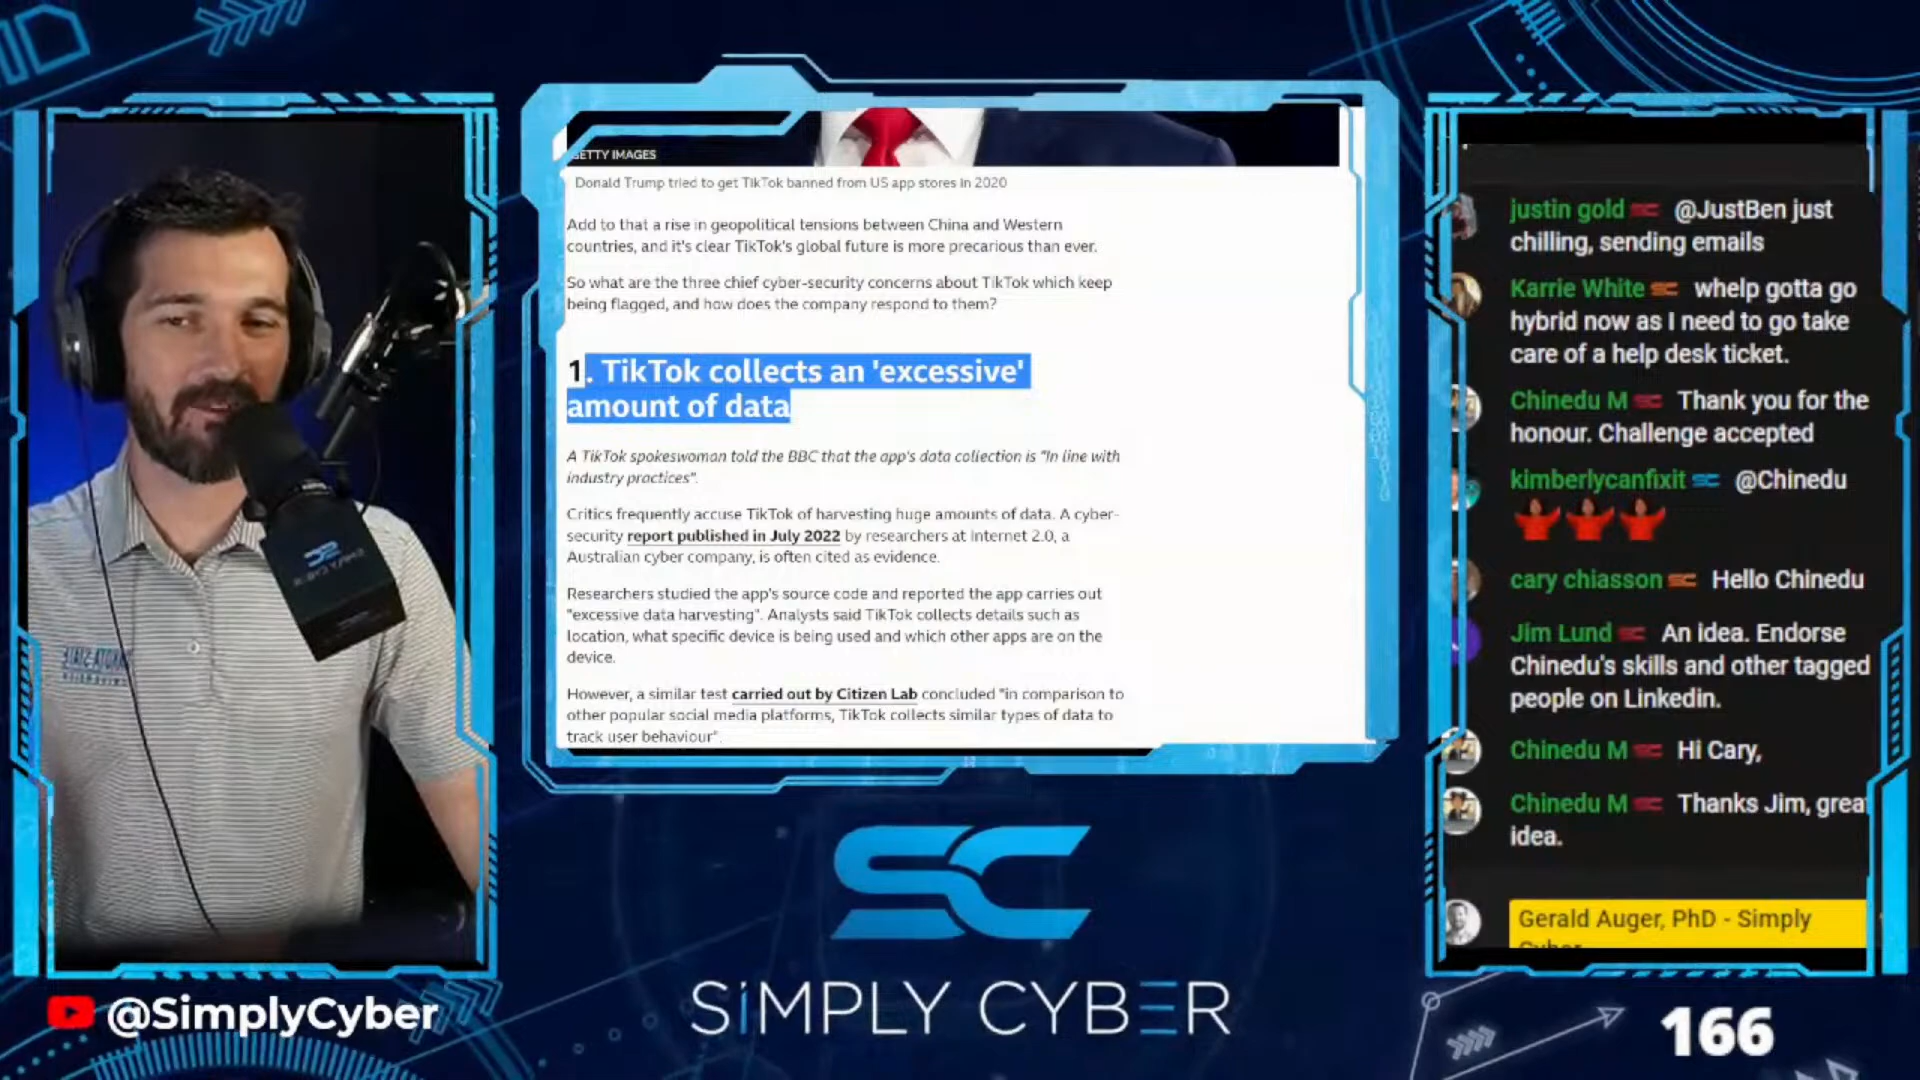 GETTY IMAGES
Donald Trump tried to get TikTok banned from US app stores in 2020
Add to that a rise in geopolitical tensions between China and Western
countries, and it's clear TikTok's global future is more precarious than ever.
So what are the three chief cyber-security concerns about TikTok which keep
being flagged, and how does the company respond to them?
1. TikTok collects an 'excessive'
amount of data
A TikTok spokeswoman told the BBC that the app's data collection is "in line with
industry practices".
Critics frequently accuse TikTok of harvesting huge amounts of data. A cyber-
security report published in July 2022 by researchers at Internet 2.0, a
Australian cyber company, is often cited as evidence.
Researchers studied the app's source code and reported the app carries out
"excessive data harvesting". Analysts said TikTok collects details such as
location, what specific device is being used and which other apps are on the
device.
However, a similar test carried out by Citizen Lab concluded "in comparison to
other popular social media platforms, TikTok collects similar types of data to
track user behaviour".
justin gold SC @JustBen just
chilling, sending emails
Karrie White SC whelp gotta go
hybrid now as I need to go take
care of a help desk ticket.
Chinedu M SC Thank you for the
honour. Challenge accepted
kimberlycanfixit SC @Chinedu
cary chiasson SC Hello Chinedu
Jim Lund SC An idea. Endorse
Chinedu's skills and other tagged
people on Linkedin.
Chinedu M SC Hi Cary,
Chinedu M SC Thanks Jim, grea
idea.
Gerald Auger, PhD - Simply
Cyber
SC
SiMPLY CYBER
@SimplyCyber
166